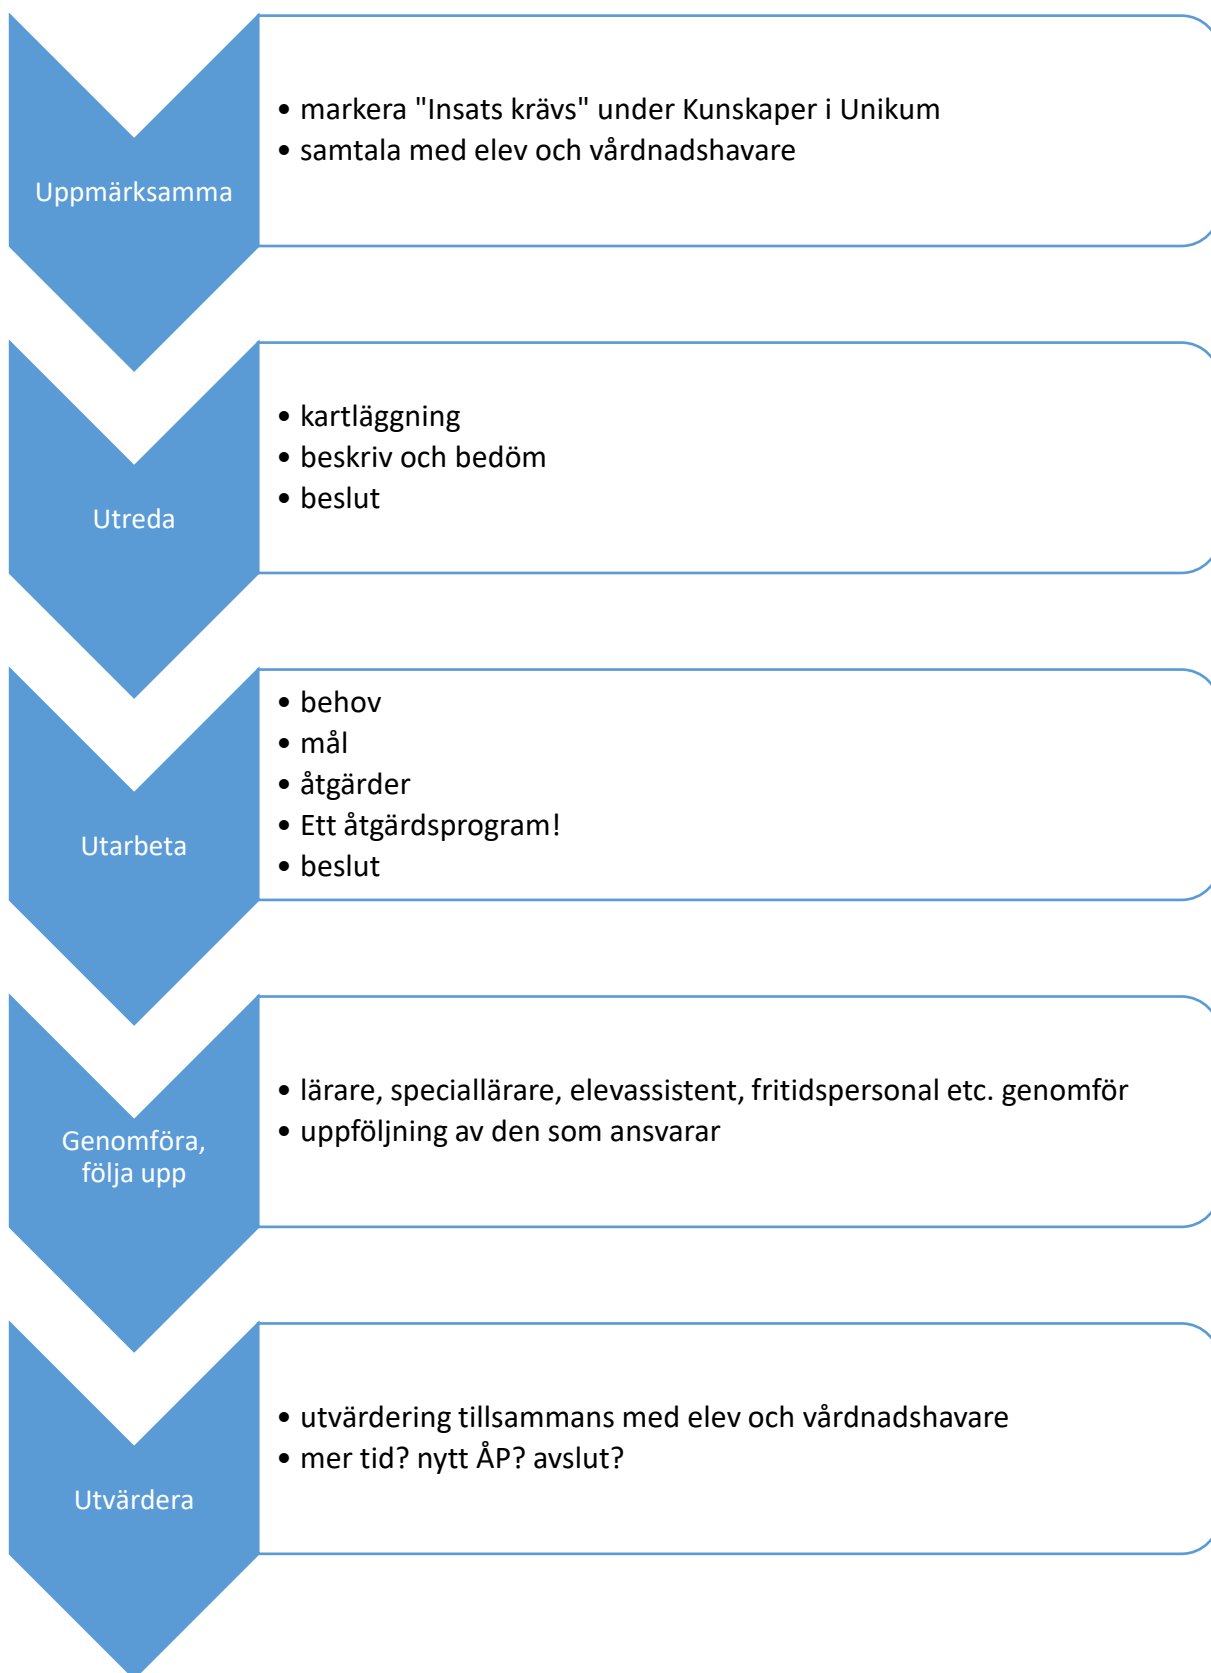 Uppmärksamma
• markera "Insats krävs" under Kunskaper i Unikum
• samtala med elev och vårdnadshavare
Utreda
• kartläggning
• beskriv och bedöm
• beslut
Utarbeta
• behov
• mål
• åtgärder
• Ett åtgärdsprogram!
• beslut
Genomföra,
följa upp
• lärare, speciallärare, elevassistent, fritidspersonal etc. genomför
• uppföljning av den som ansvarar
Utvärdera
• utvärdering tillsammans med elev och vårdnadshavare
• mer tid? nytt ÅP? avslut?